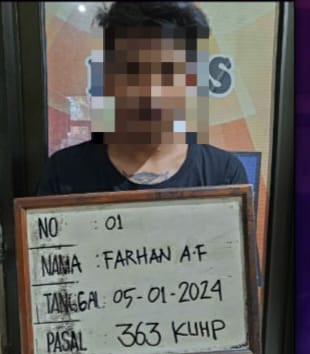 NO : 01
NAMA : FARHAN A.F
TANGGAL : 05-01-2024
PASAL 363 KUHP